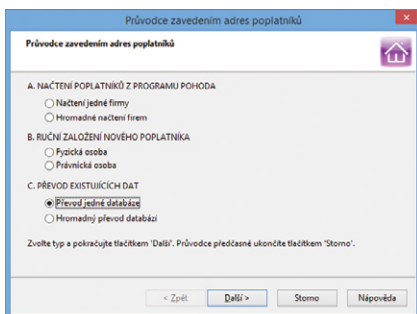 Průvodce zavedením adres poplatníků
Průvodce zavedením adres poplatníků
A. NAČTENÍ POPLATNÍKŮ Z PROGRAMU POHODA
Načtení jedné firmy
Hromadné načtení firem
B. RUČNÍ ZALOŽENÍ NOVÉHO POPLATNÍKA
Fyzická osoba
Právnická osoba
C. PŘEVOD EXISTUJÍCÍCH DAT
Převod jedné databáze
Hromadný převod databází
Zvolte typ a pokračujte tlačítkem 'Další'. Průvodce předčasně ukončíte tlačítkem 'Storno'.
< Zpět Další > Storno Nápověda